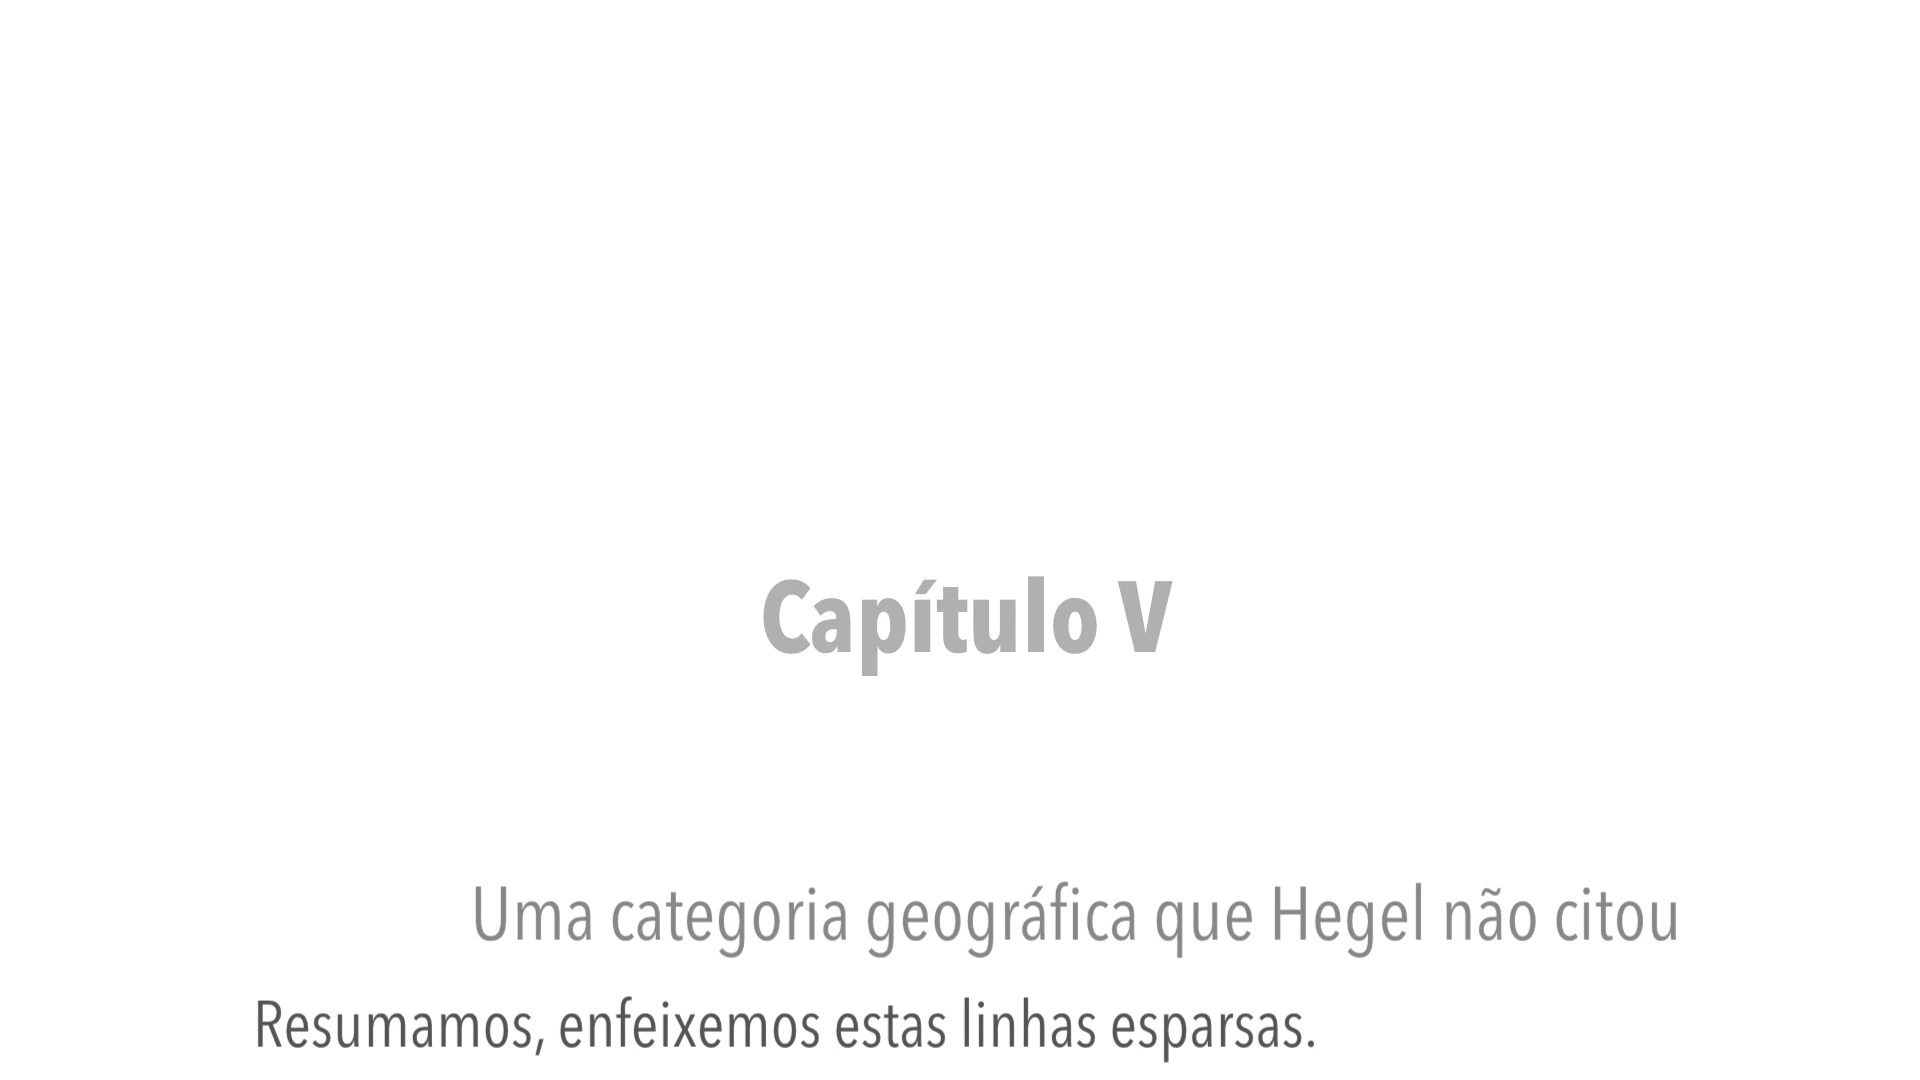 Capítulo V
Uma categoria geográfica que Hegel não citou
Resumamos, enfeixemos estas linhas esparsas.